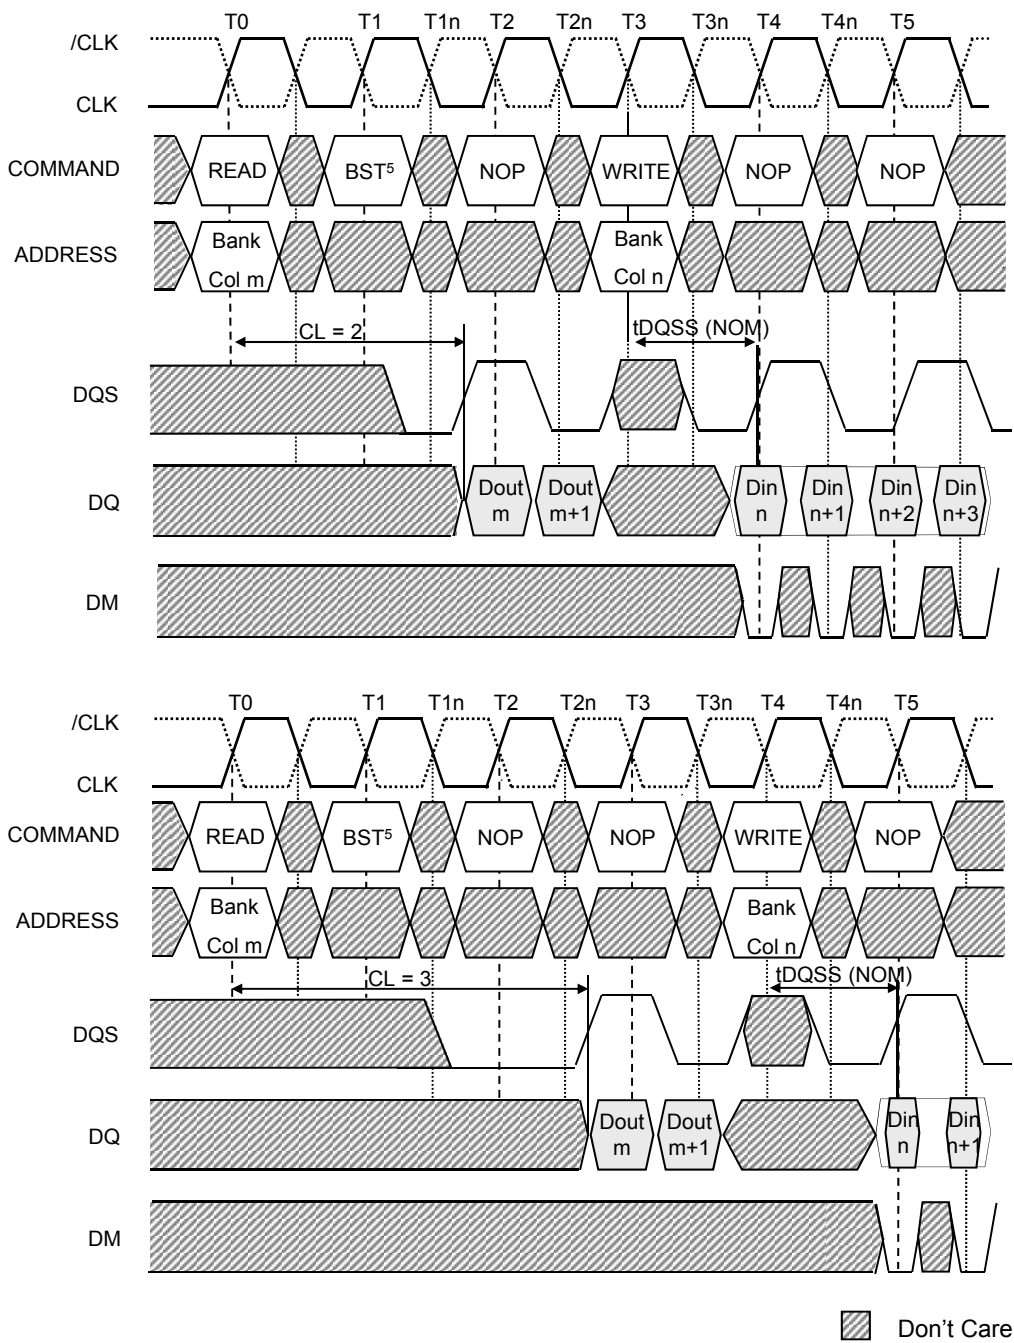 T0 T1 T1n T2 T2n T3 T3n T4 T4n T5
/CLK
CLK
COMMAND READ BST5 NOP WRITE NOP NOP
ADDRESS Bank Col m Bank Col n
CL = 2 tDQSS (NOM)
DQS
DQ Dout m Dout m+1 Din n Din n+1 Din n+2 Din n+3
DM
T0 T1 T1n T2 T2n T3 T3n T4 T4n T5
/CLK
CLK
COMMAND READ BST5 NOP NOP WRITE NOP
ADDRESS Bank Col m Bank Col n
CL = 3 tDQSS (NOM)
DQS
DQ Dout m Dout m+1 Din n Din n+1
DM
Don't Care